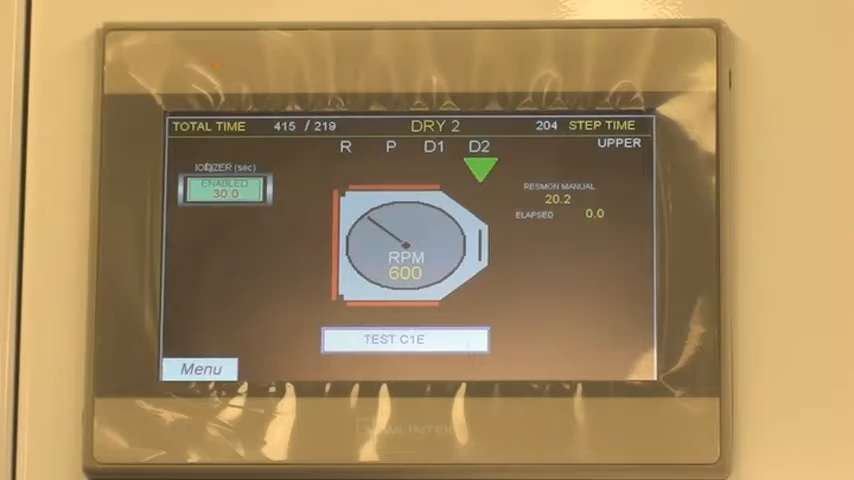 TOTAL TIME 415 / 219 DRY 2 204 STEP TIME
R P D1 D2 UPPER
IONIZER (sec)
ENABLED
30.0
RESMON MANUAL
20.2
ELAPSED 0.0
RPM
600
TEST C1E
Menu